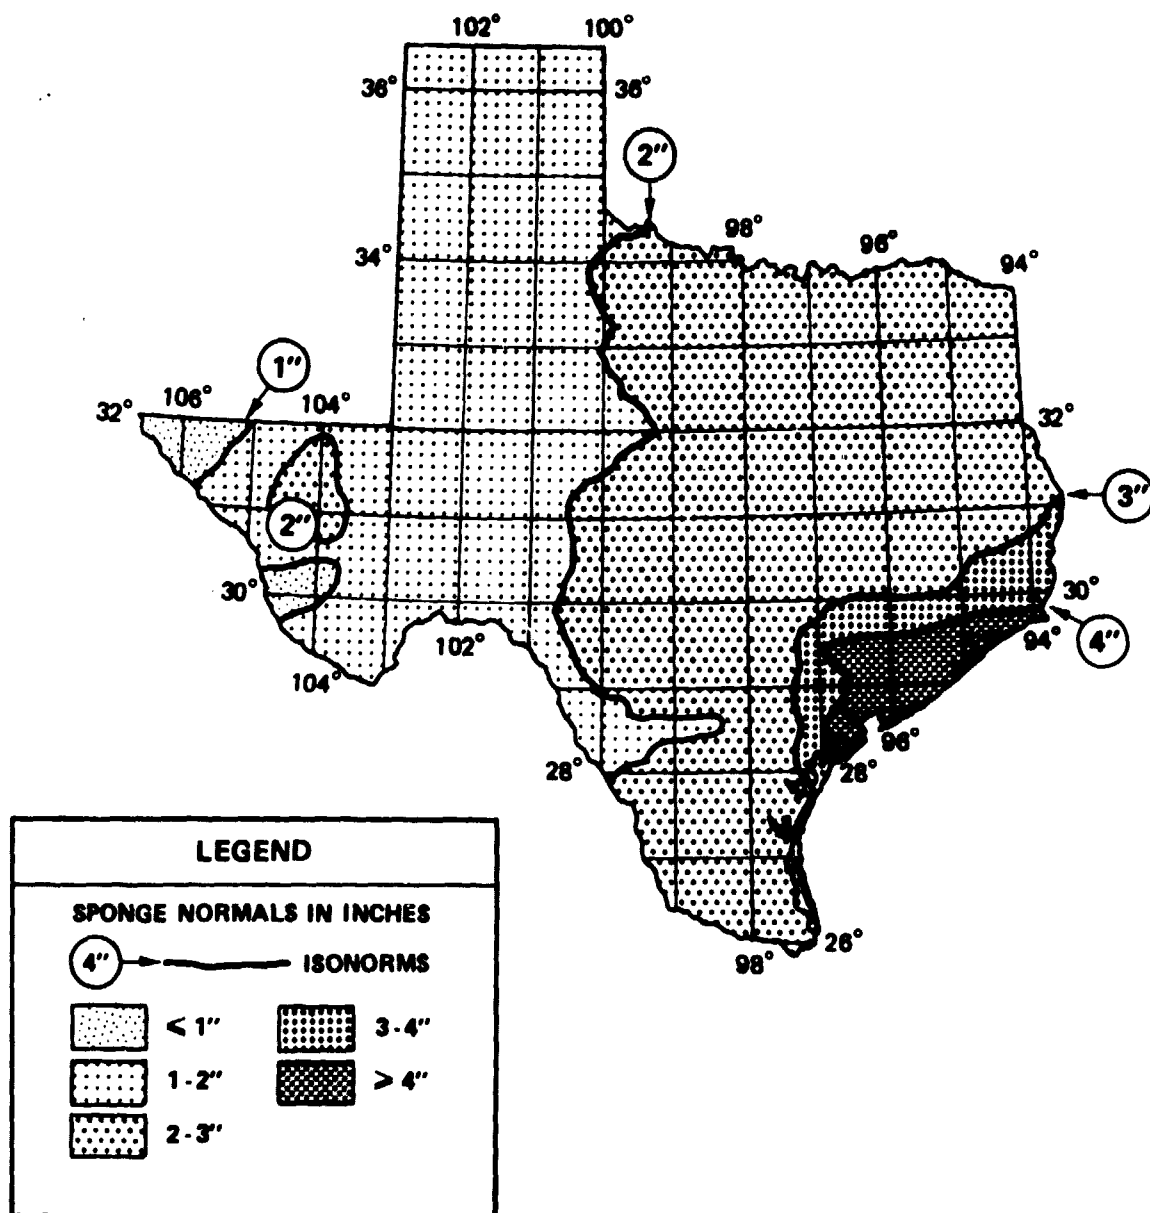 102° 100°
36° 36°
2"
98° 96° 94°
34°
1"
32° 106° 104° 32°
3"
2"
30° 30°
102° 94° 4"
104°
96°
28° 28°
26°
98°
LEGEND
SPONGE NORMALS IN INCHES
4" ISONORMS
≤ 1" 3-4"
1-2" ≥ 4"
2-3"